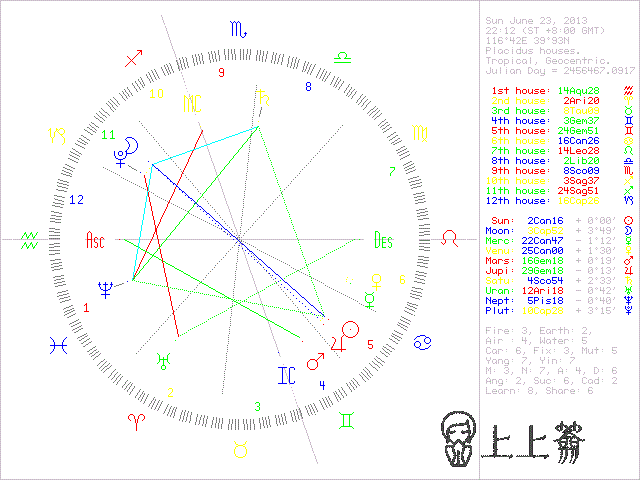 Sun June 23, 2013
22:12 (ST +8:00 GMT)
116°42E 39°93N
Placidus houses.
Tropical, Geocentric.
Julian Day = 2456467.0917
1st house: 14Aqu28
2nd house: 2Ari20
3rd house: 8Tau09
4th house: 3Gem37
5th house: 24Gem51
6th house: 16Can26
7th house: 14Leo28
8th house: 2Lib20
9th house: 8Sco09
10th house: 3Sag37
11th house: 24Sag51
12th house: 16Cap26
Sun: 2Can16 + 0°00'
Moon: + 3°49'
Merc: 22Can47 - 1°12'
Venu: 25Can00 + 1°30'
Mars: 16Gem18 + 0°13'
Jupi: 29Gem18 - 0°13'
Satu: 4Sco54 + 2°33'
Uran: 12Ari18 - 0°42'
Nept: 5Pis18 - 0°40'
Plut: 10Cap28 + 3°15'
Fire: 3, Earth: 2,
Air : 4, Water: 5
Car: 6, Fix: 3, Mut: 5
Yang: 7, Yin: 7
M: 3, N: 7, A: 4, D: 6
Ang: 2, Suc: 6, Cad: 2
Learn: 8, Share: 6
9
8
10
MC
11
7
12
Asc
Des
6
1
5
IC
4
2
3
上上签